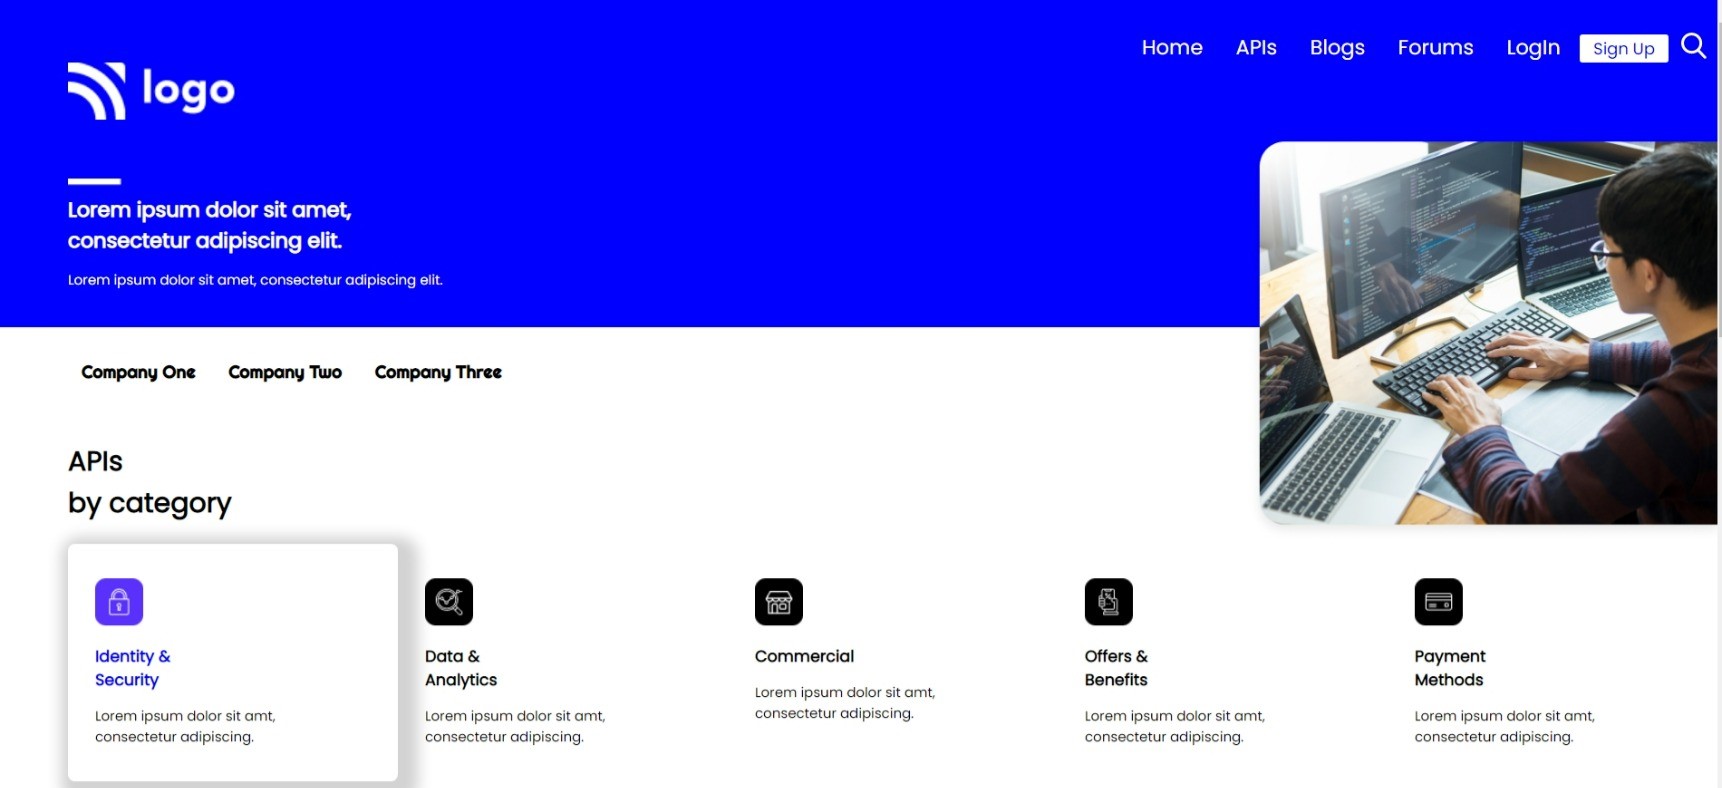 Home APIs Blogs Forums LogIn Sign Up
logo
Lorem ipsum dolor sit amet,
consectetur adipiscing elit.
Lorem ipsum dolor sit amet, consectetur adipiscing elit.
Company One Company Two Company Three
APIs
by category
Identity &
Security
Lorem ipsum dolor sit amt,
consectetur adipiscing.
Data &
Analytics
Lorem ipsum dolor sit amt,
consectetur adipiscing.
Commercial
Lorem ipsum dolor sit amt,
consectetur adipiscing.
Offers &
Benefits
Lorem ipsum dolor sit amt,
consectetur adipiscing.
Payment
Methods
Lorem ipsum dolor sit amt,
consectetur adipiscing.